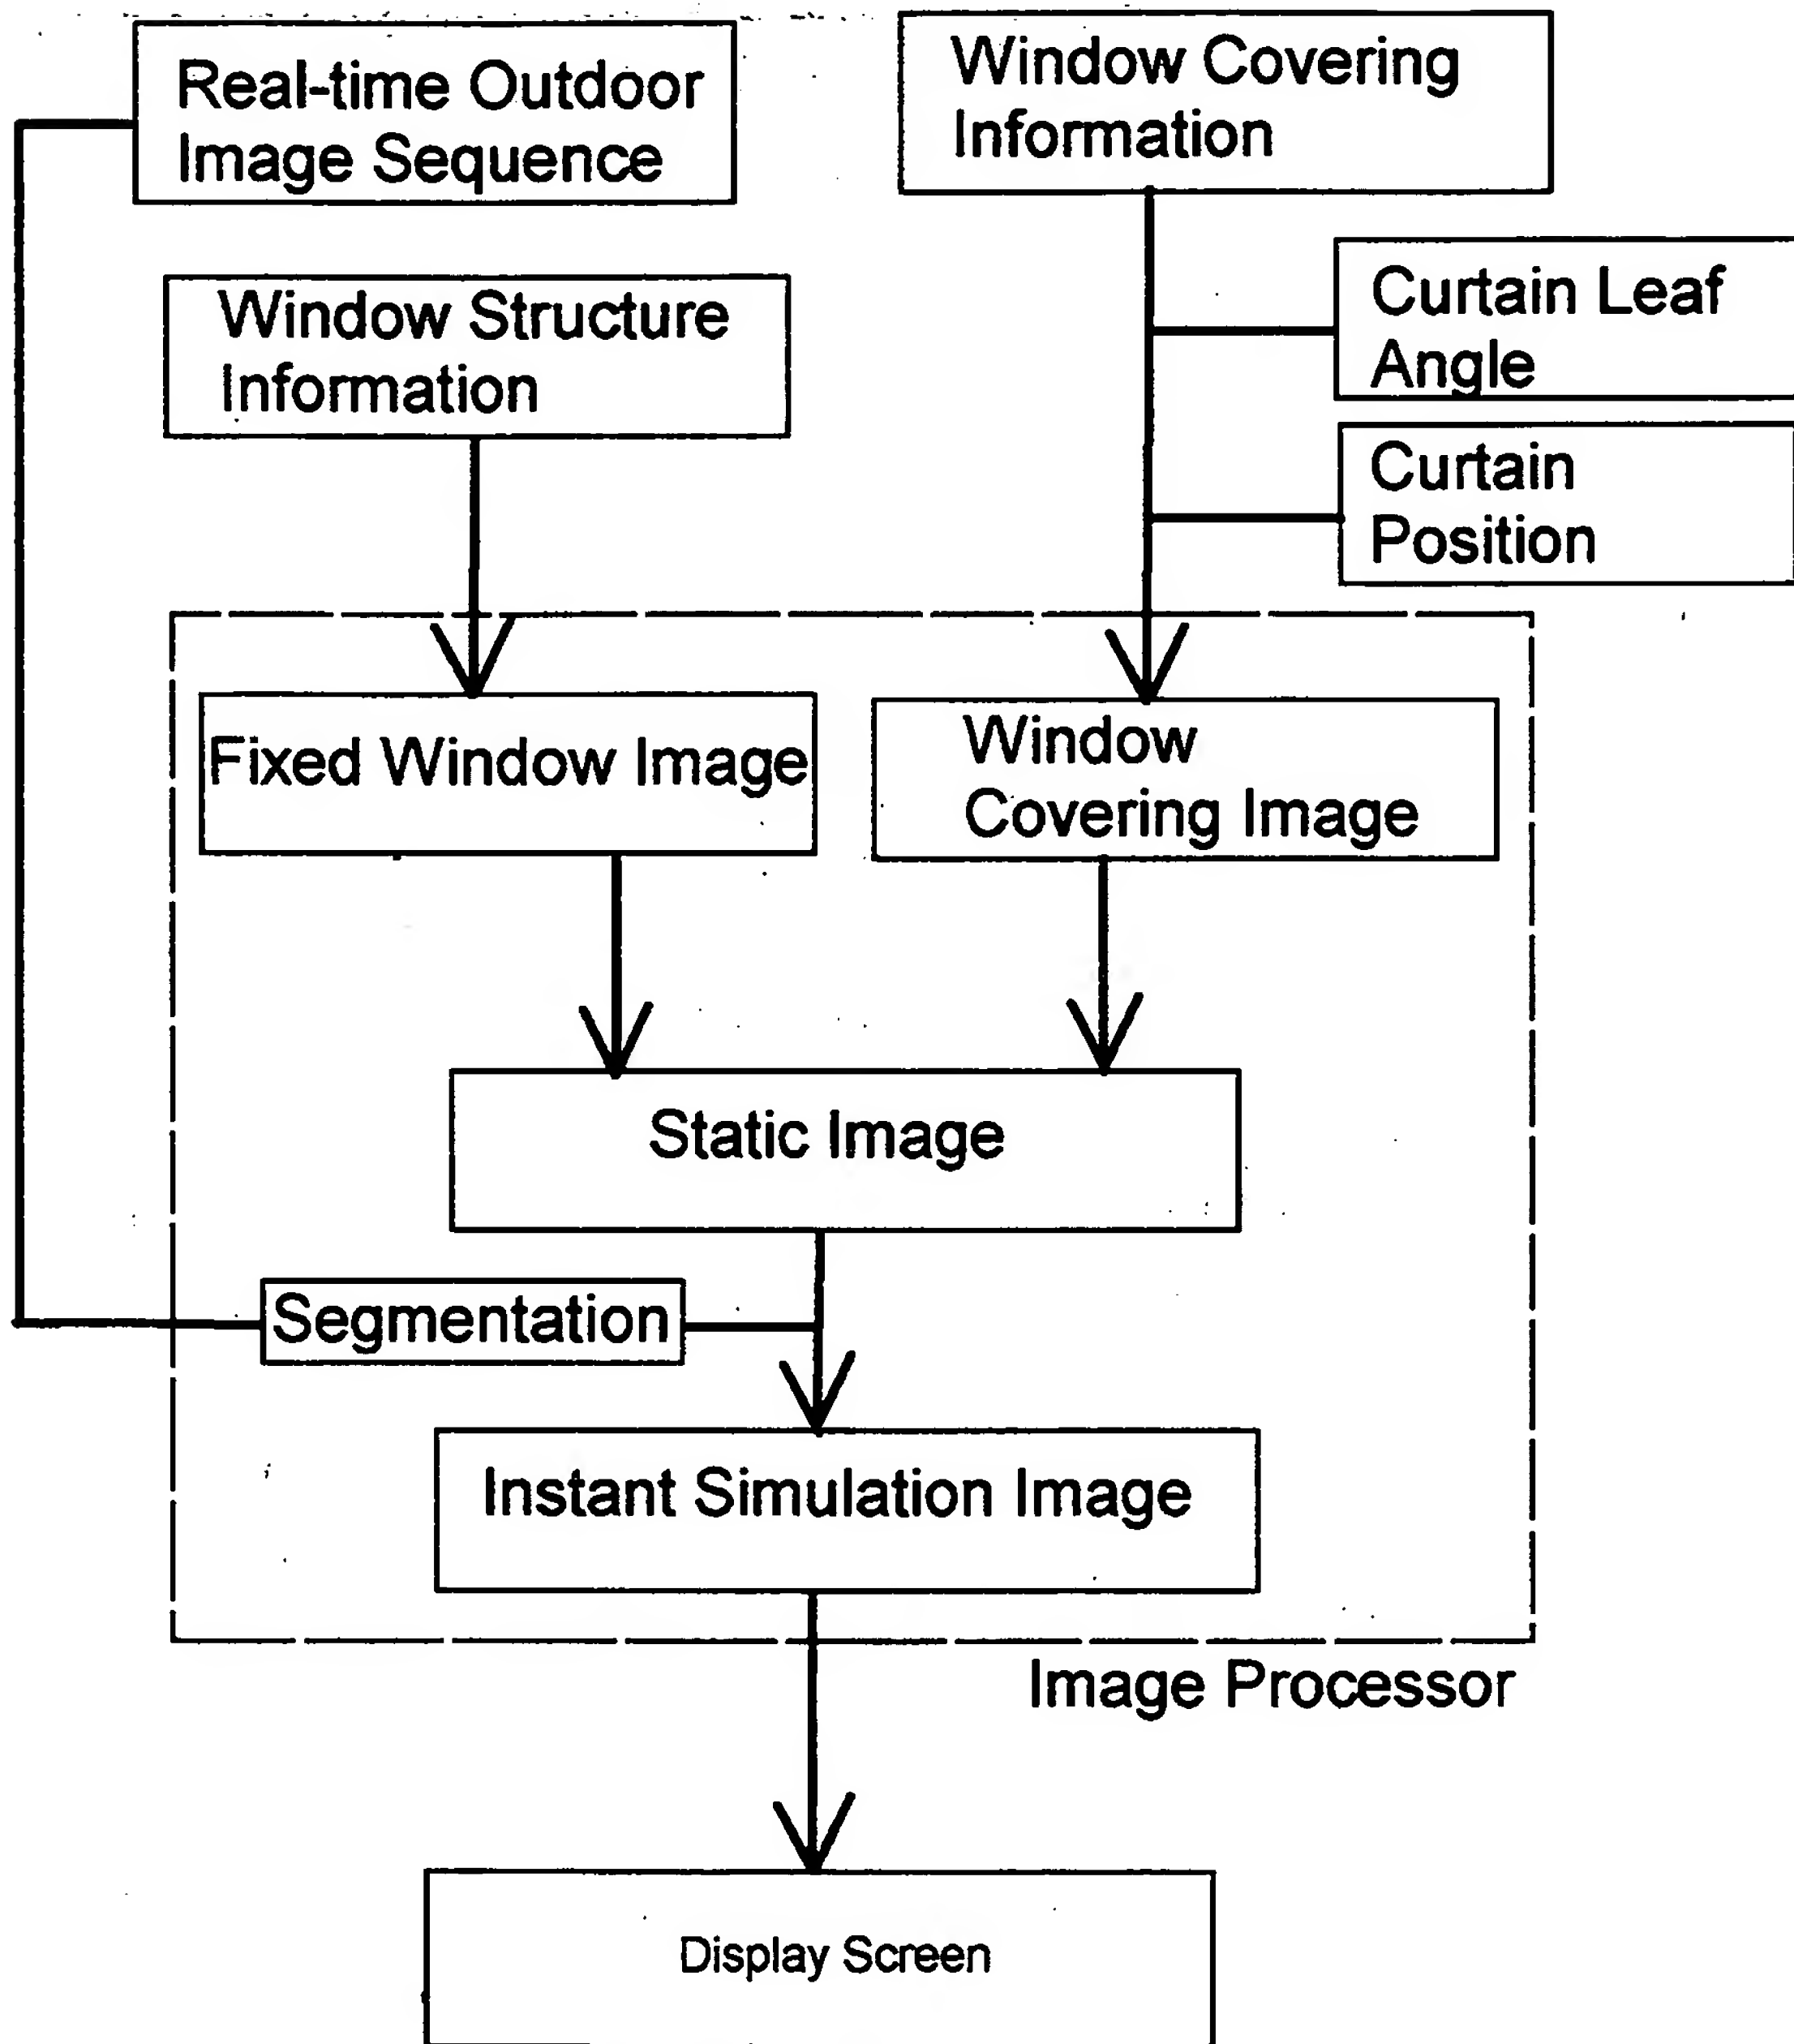 Real-time Outdoor
Image Sequence
Window Covering
Information
Window Structure
Information
Curtain Leaf
Angle
Curtain
Position
Fixed Window Image
Window
Covering Image
Static Image
Segmentation
Instant Simulation Image
Image Processor
Display Screen